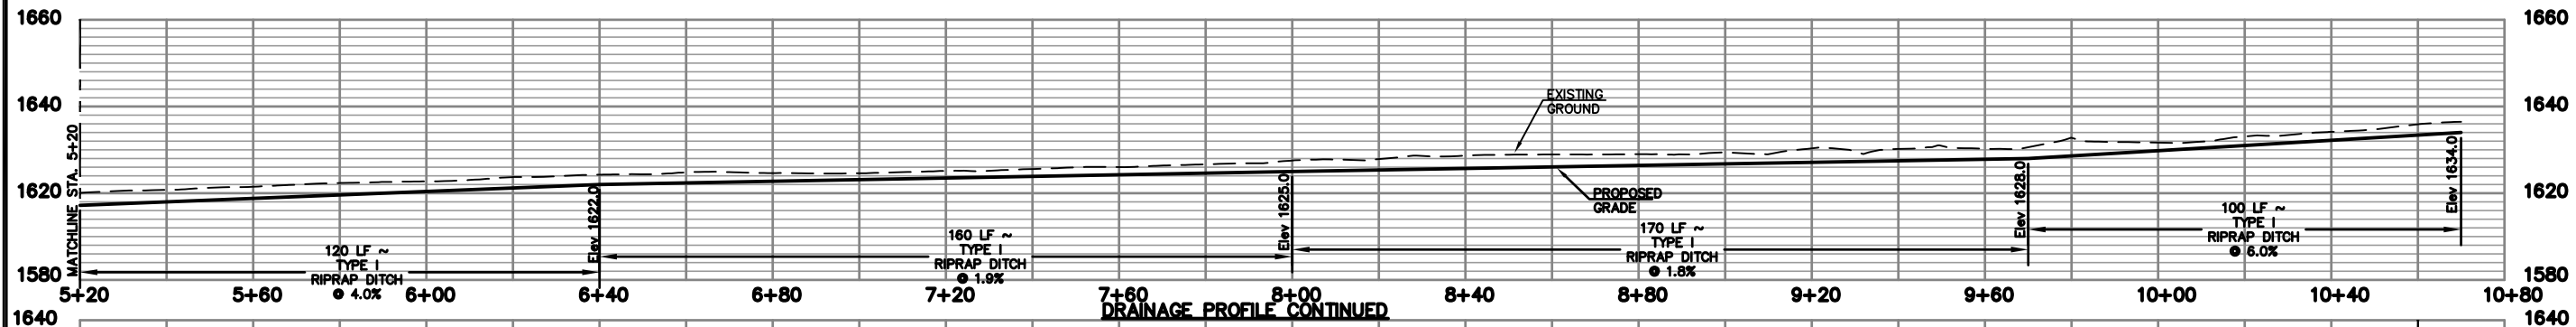 1660
1660
1640
1640
EXISTING
GROUND
MATCHLINE STA. 5+20
1620
1620
Elev 1622.0
Elev 1625.0
PROPOSED
GRADE
Elev 1628.0
Elev 1634.0
120 LF ~
TYPE I
RIPRAP DITCH
@ 4.0%
160 LF ~
TYPE I
RIPRAP DITCH
@ 1.9%
170 LF ~
TYPE I
RIPRAP DITCH
@ 1.8%
100 LF ~
TYPE I
RIPRAP DITCH
@ 6.0%
1580
1580
5+20 5+60 6+00 6+40 6+80 7+20 7+60 8+00 8+40 8+80 9+20 9+60 10+00 10+40 10+80
DRAINAGE PROFILE CONTINUED
1640
1640